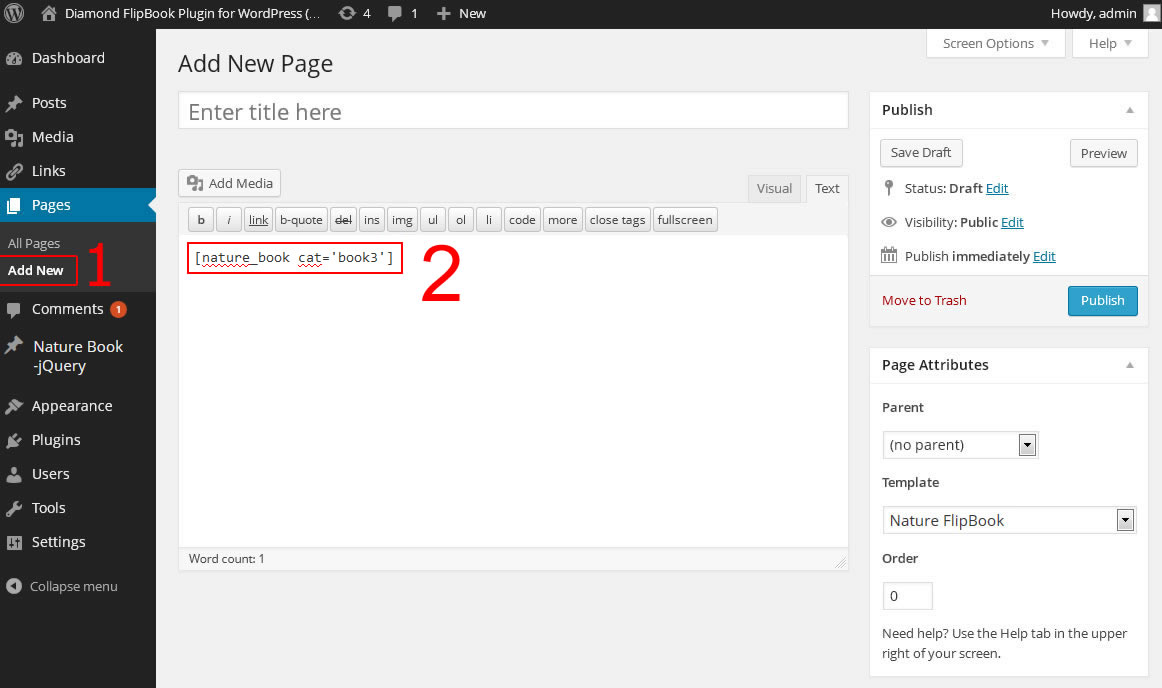 Diamond FlipBook Plugin for WordPress (... 4 1 New Howdy, admin
Screen Options Help
Dashboard
Posts
Media
Links
Pages
All Pages
Add New
1
Comments 1
Nature Book
-jQuery
Appearance
Plugins
Users
Tools
Settings
Collapse menu
Add New Page
Enter title here
Add Media
Visual Text
b i link b-quote del ins img ul ol li code more close tags fullscreen
[nature_book cat='book3']
2
Word count: 1
Publish
Save Draft Preview
Status: Draft Edit
Visibility: Public Edit
Publish immediately Edit
Move to Trash Publish
Page Attributes
Parent
(no parent)
Template
Nature FlipBook
Order
0
Need help? Use the Help tab in the upper
right of your screen.